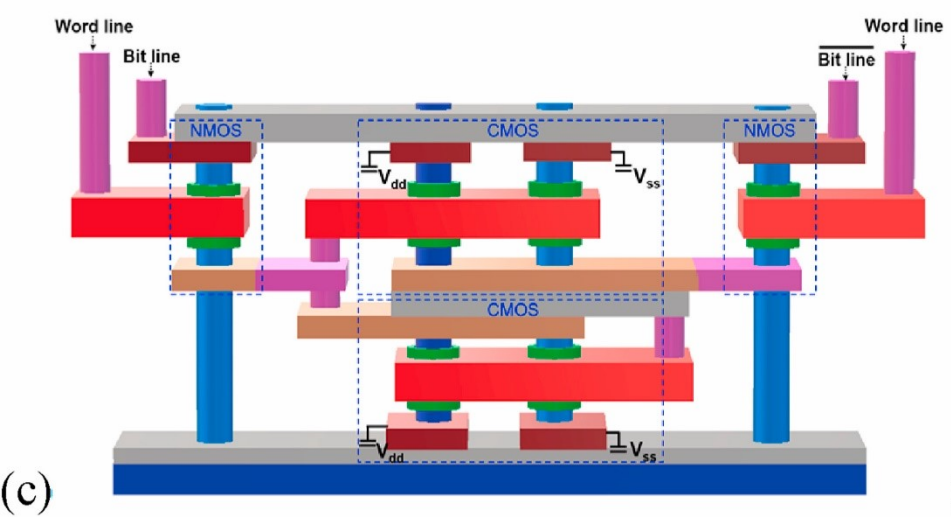 Word line
Bit line
Word line
Bit line
NMOS
CMOS
NMOS
Vdd
Vss
CMOS
Vdd
Vss
(c)